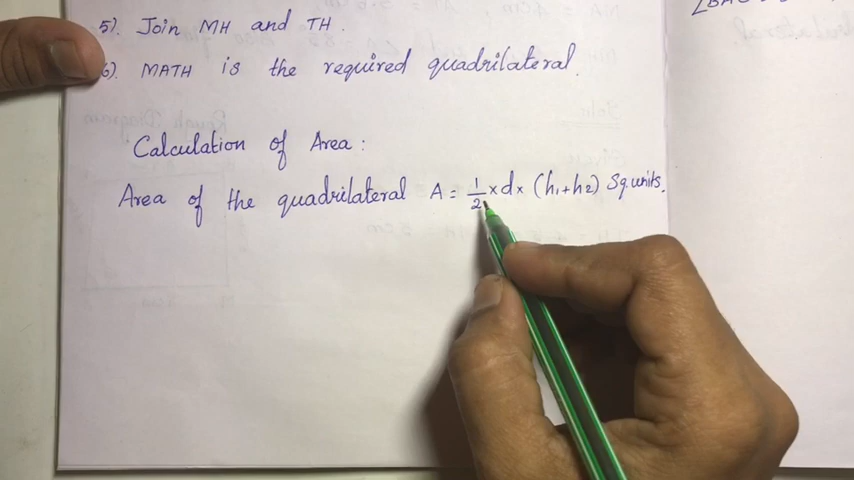 5). Join MH and TH.
6). MATH is the required quadrilateral.
Calculation of Area:
Area of the quadrilateral A = 1/2 × d × (h1+h2) Sq.units.